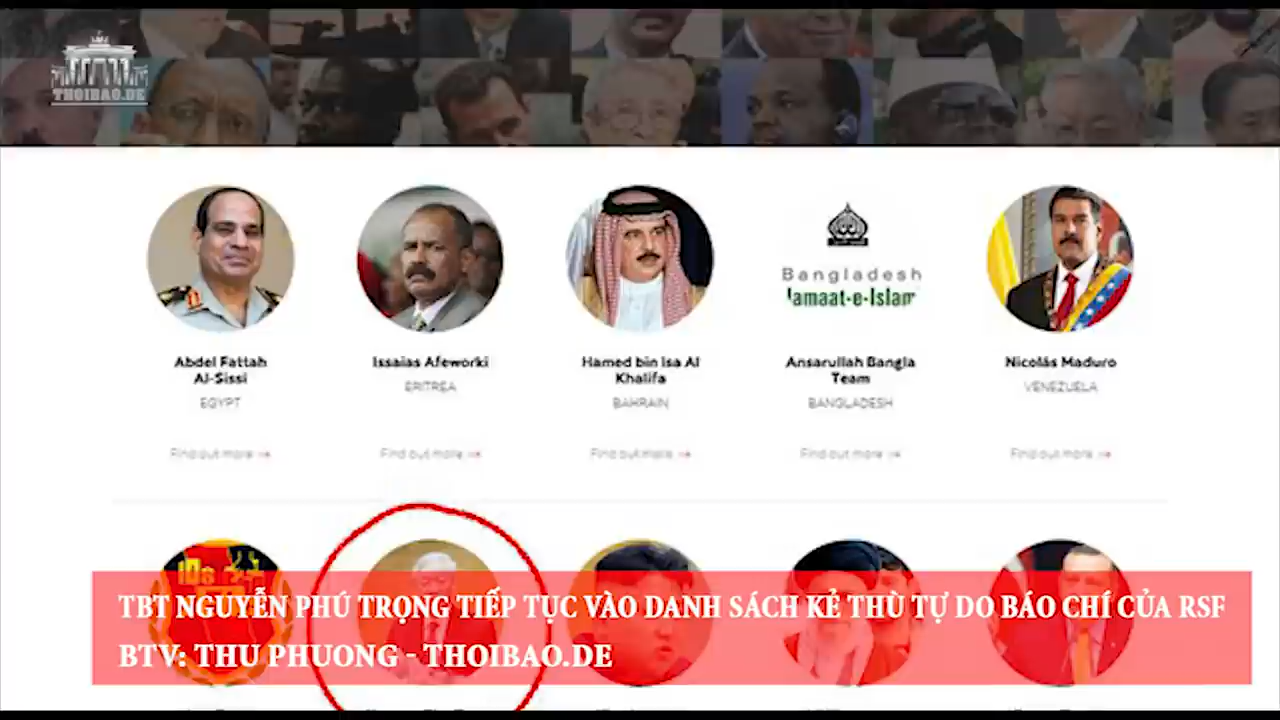 THOIBAO.DE
Bangladesh
Jamaat-e-Islami
Abdel Fattah
Al-Sissi
EGYPT
Issaias Afeworki
ERITREA
Hamed bin Isa Al
Khalifa
BAHRAIN
Ansarullah Bangla
Team
BANGLADESH
Nicolás Maduro
VENEZUELA
Find out more →
Find out more →
Find out more →
Find out more →
Find out more →
TBT NGUYỄN PHÚ TRỌNG TIẾP TỤC VÀO DANH SÁCH KẺ THÙ TỰ DO BÁO CHÍ CỦA RSF
BTV: THU PHUONG - THOIBAO.DE